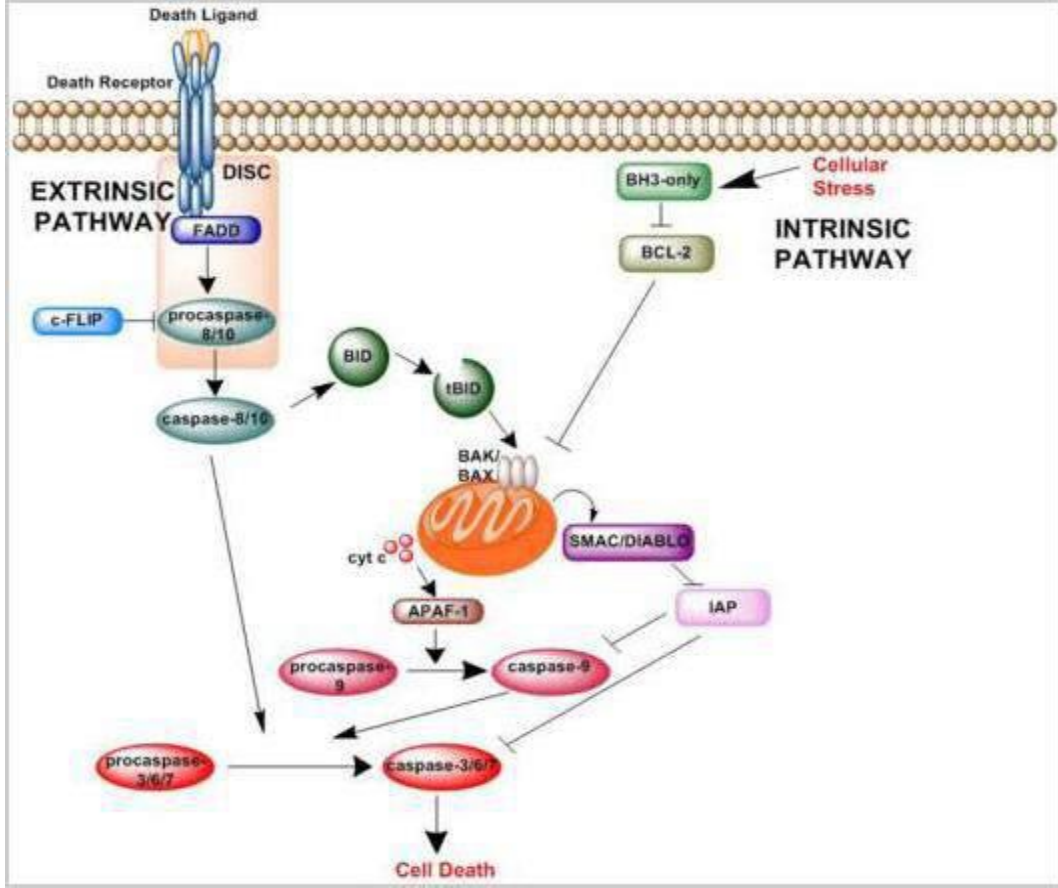 Death Ligand
Death Receptor
DISC
EXTRINSIC
PATHWAY
FADD
c-FLIP
procaspase-
8/10
caspase-8/10
BID
tBID
BH3-only
Cellular
Stress
BCL-2
INTRINSIC
PATHWAY
BAK/
BAX
cyt c
SMAC/DIABLO
APAF-1
IAP
procaspase-
9
caspase-9
procaspase-
3/6/7
caspase-3/6/7
Cell Death